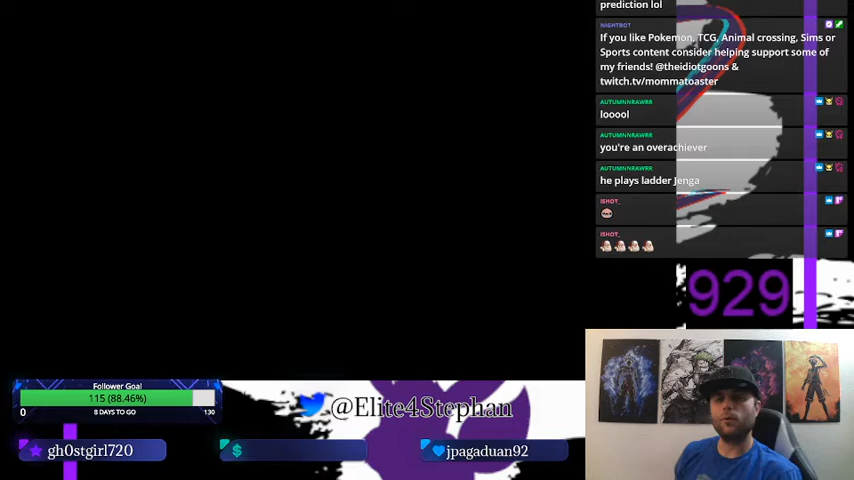 prediction lol
NIGHTBOT
If you like Pokemon, TCG, Animal crossing, Sims or
Sports content consider helping support some of
my friends! @theidiotgoons &
twitch.tv/mommatoaster
AUTUMNNRAWRR
looool
AUTUMNNRAWRR
you're an overachiever
AUTUMNNRAWRR
he plays ladder Jenga
ISHOT_
ISHOT_
929
Follower Goal
115 (88.46%)
0
8 DAYS TO GO
130
@Elite4Stephan
gh0stgirl720
$
jpagaduan92